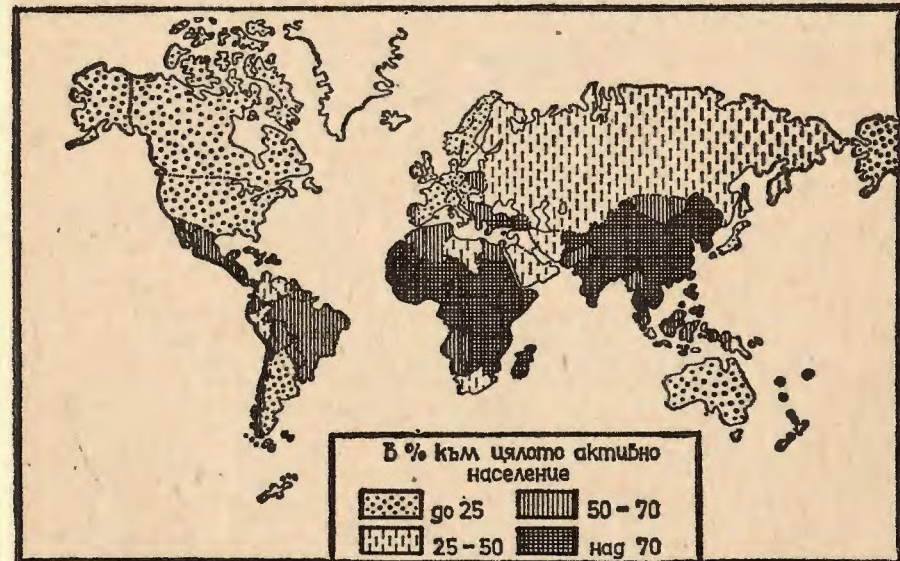 В % към цялото активно
население
до 25
50-70
25-50
над 70